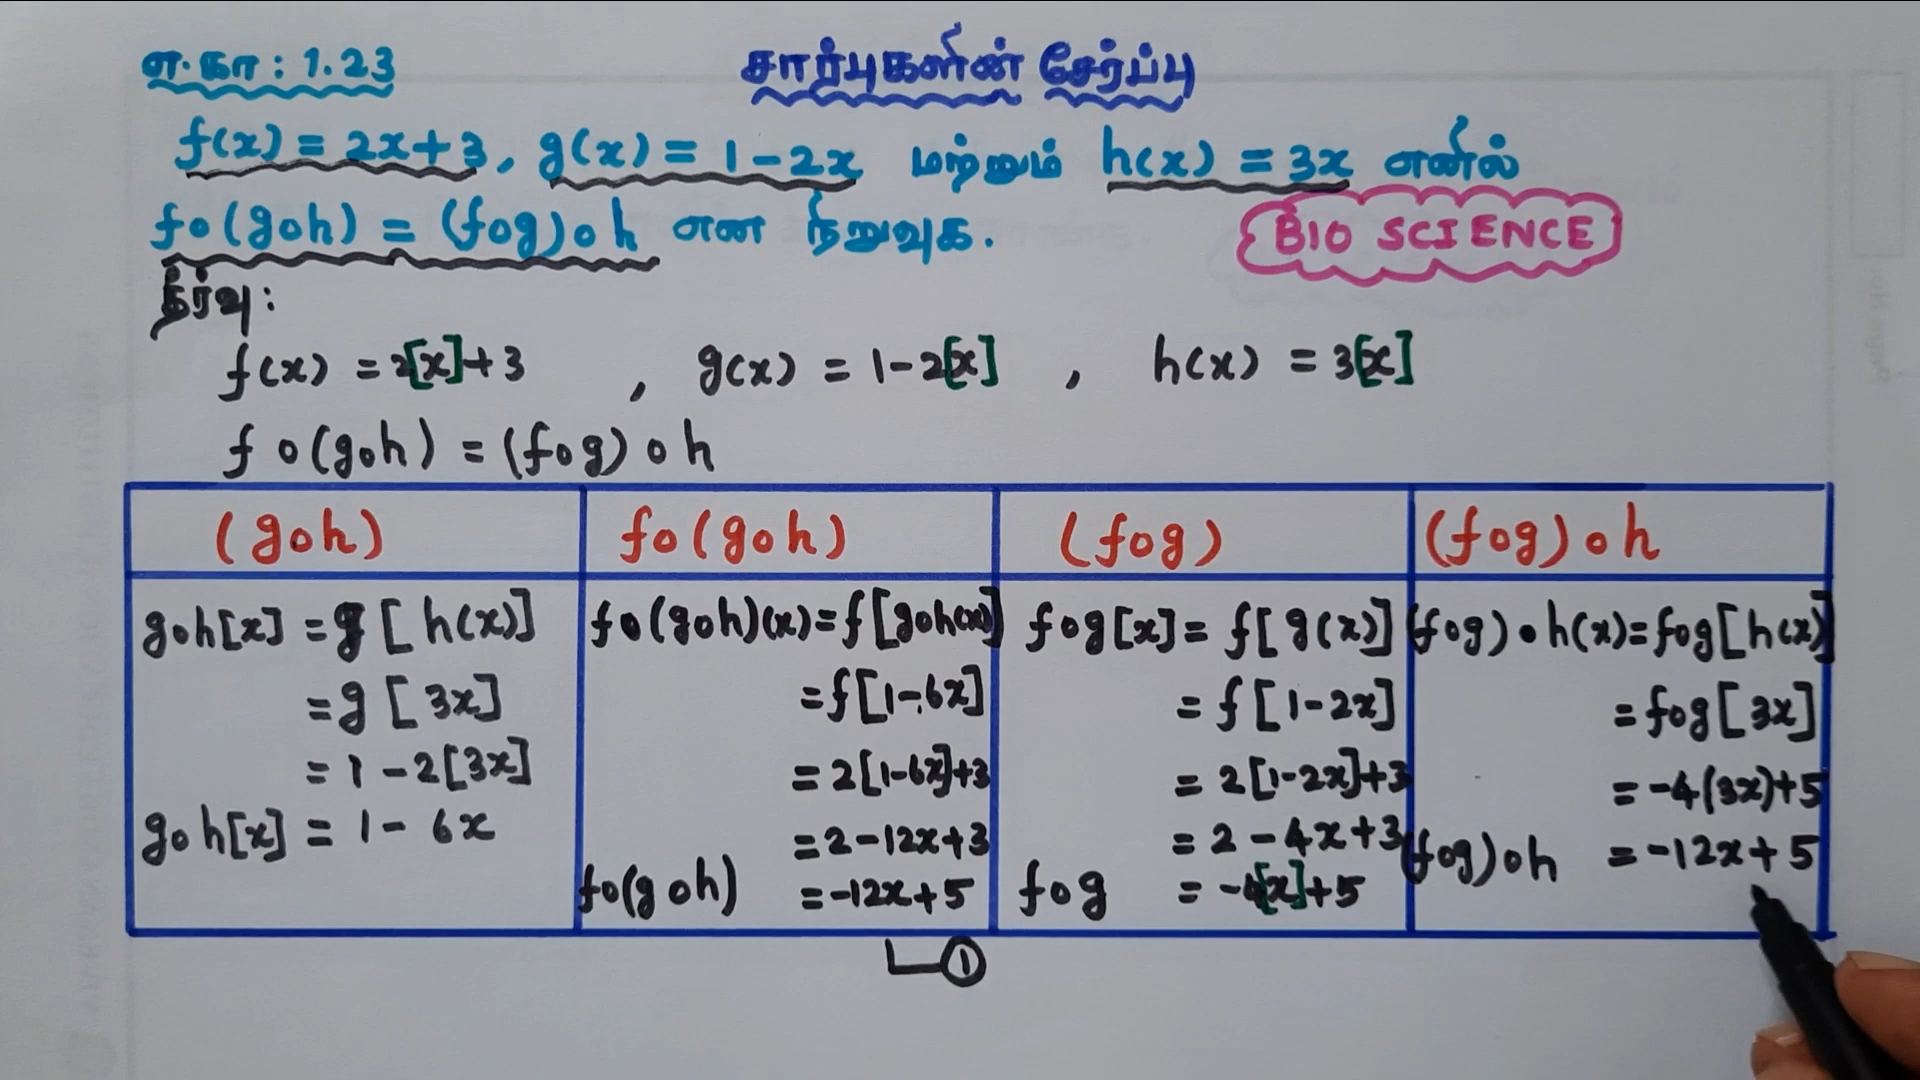 எ.கா : 1.23
சார்புகளின் சேர்ப்பு
f(x) = 2x+3, g(x) = 1-2x மற்றும் h(x) = 3x எனில்
fo(goh) = (fog)oh என நிறுவுக.
BIO SCIENCE
தீர்வு:
f(x) = 2[x]+3 , g(x) = 1-2[x] , h(x) = 3[x]
fo(goh) = (fog)oh
(goh)
goh[x] = g[h(x)]
= g[3x]
= 1-2[3x]
goh[x] = 1-6x
fo(goh)
fo(goh)(x) = f[goh(x)]
= f[1-6x]
= 2[1-6x]+3
= 2-12x+3
fo(goh) = -12x+5
(fog)
fog[x] = f[g(x)]
= f[1-2x]
= 2[1-2x]+3
= 2-4x+3
fog = -4[x]+5
(fog)oh
(fog)oh(x) = fog[h(x)]
= fog[3x]
= -4(3x)+5
(fog)oh = -12x+5
①